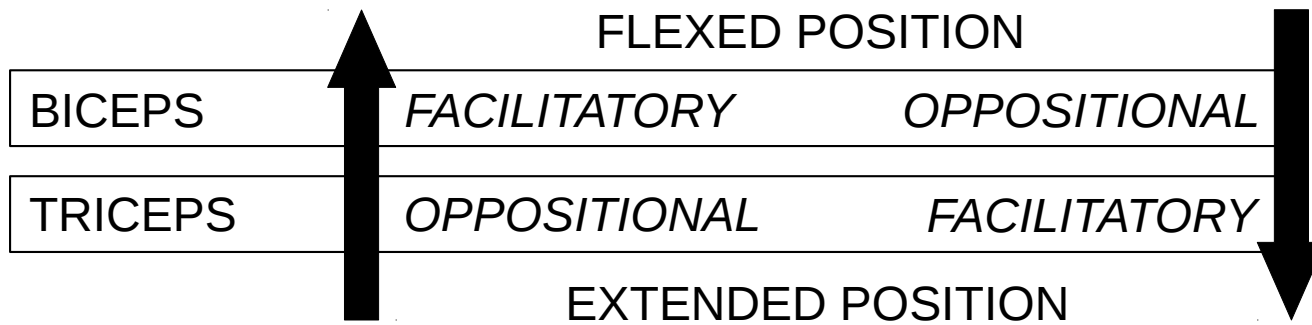 FLEXED POSITION
BICEPS FACILITATORY OPPOSITIONAL
TRICEPS OPPOSITIONAL FACILITATORY
EXTENDED POSITION